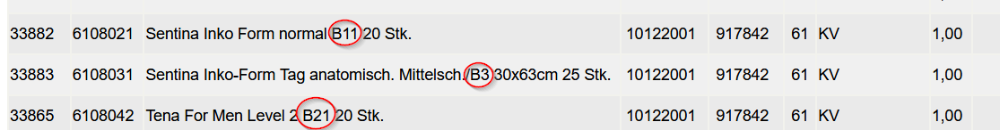 33882 6108021 Sentina Inko Form normal B11 20 Stk. 10122001 917842 61 KV 1,00
33883 6108031 Sentina Inko-Form Tag anatomisch. Mittelsch./B3 30x63cm 25 Stk. 10122001 917842 61 KV 1,00
33865 6108042 Tena For Men Level 2 B21 20 Stk. 10122001 917842 61 KV 1,00